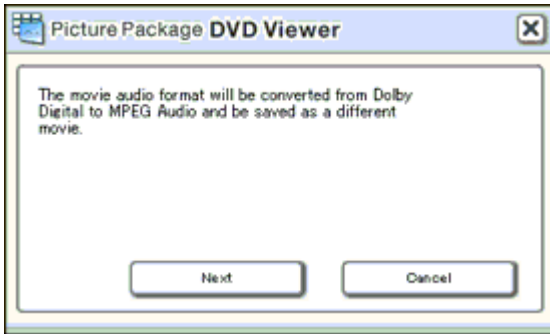 Picture Package DVD Viewer
The movie audio format will be converted from Dolby
Digital to MPEG Audio and be saved as a different
movie.
Next Cancel